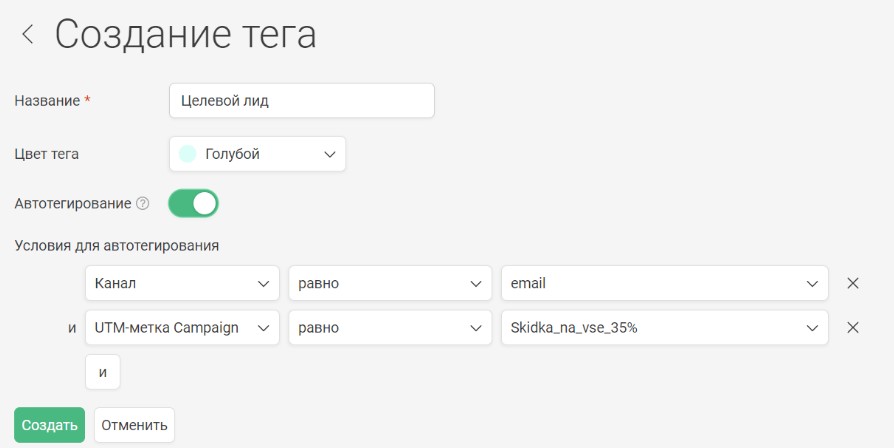 Создание тега
Название *
Целевой лид
Цвет тега
Голубой
Автотегирование ?
Условия для автотегирования
Канал равно email
и UTM-метка Campaign равно Skidka_na_vse_35%
и
Создать Отменить